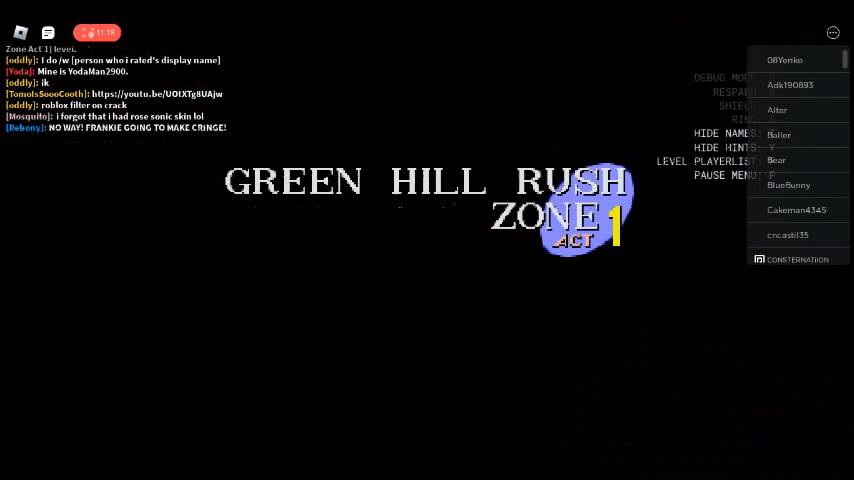 11:18
Zone Act 1] level.
[oddly]: I do /w [person who i rated's display name]
[Yoda]: Mine is YodaMan2900.
[oddly]: ik
[TomoIsSoooCooth]: https://youtu.be/UOtXTg8UAjw
[oddly]: roblox filter on crack
[Mosquito]: i forgot that i had rose sonic skin lol
[Rebony]: NO WAY! FRANKIE GOING TO MAKE CRINGE!
GREEN HILL RUSH
ZONE
ACT 1
DEBUG MODE
RESPAWN
SHIELD
RING
HIDE NAMES:
HIDE HINTS: Y
LEVEL PLAYERLIST:
PAUSE MENU: P
08Yeriko
Adk190893
Alter
Baller
Bear
BlueBunny
Cakeman4345
cncastil35
CONSTERNATiiON